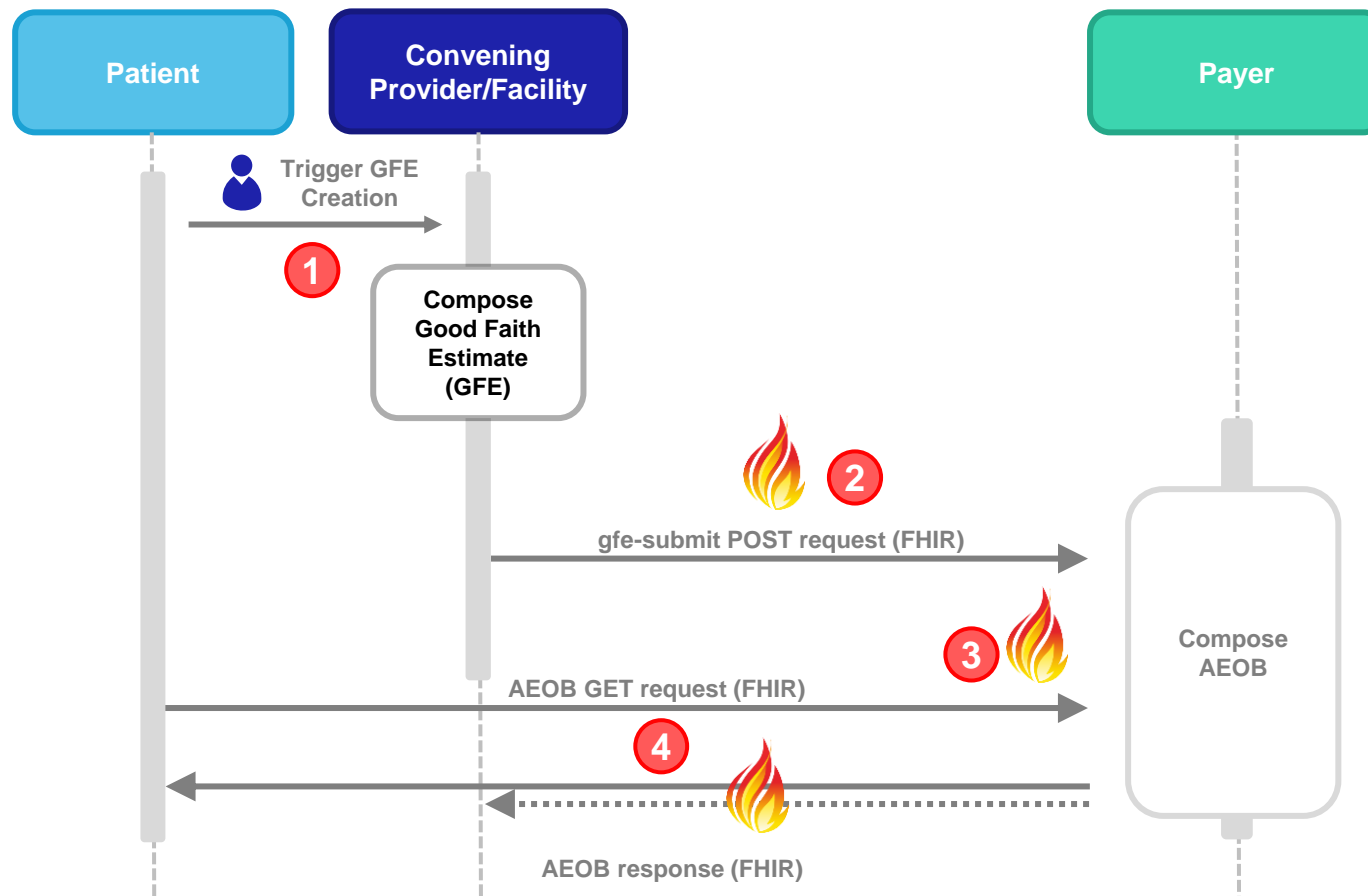 Patient
Convening
Provider/Facility
Payer
Trigger GFE
Creation
1
Compose
Good Faith
Estimate
(GFE)
2
gfe-submit POST request (FHIR)
3
Compose
AEOB
AEOB GET request (FHIR)
4
AEOB response (FHIR)